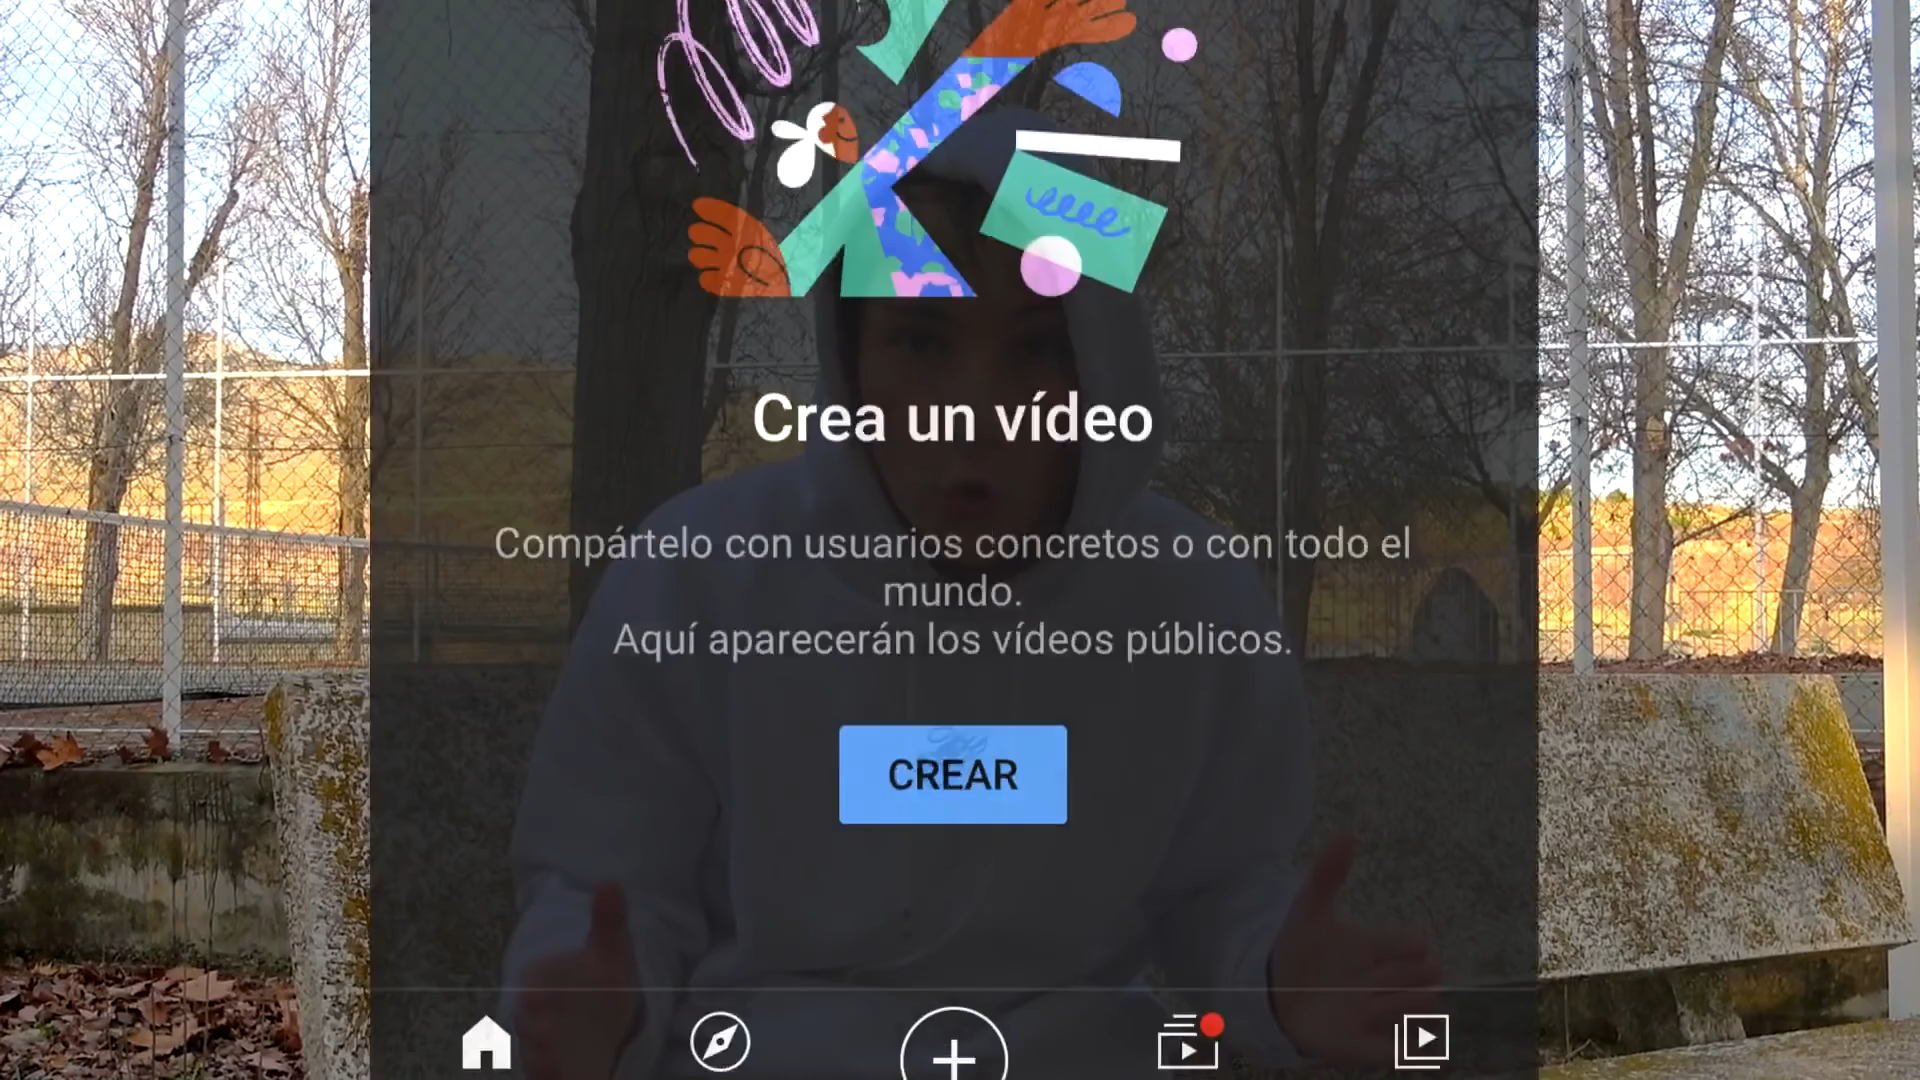 Crea un vídeo
Compártelo con usuarios concretos o con todo el
mundo.
Aquí aparecerán los vídeos públicos.
CREAR